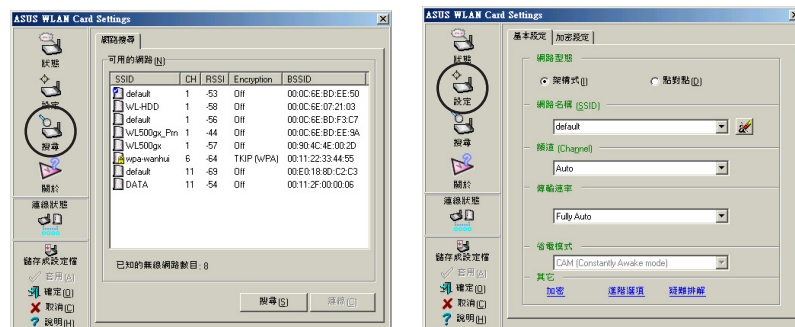 ASUS WLAN Card Settings
狀態
設定
搜尋
關於
連線狀態
儲存成設定檔
套用(A)
確定(O)
取消(C)
說明(H)
網路搜尋
可用的網路(N)
SSID CH RSSI Encryption BSSID
default 1 -53 Off 00:0C:6E:BD:EE:50
WL-HDD 1 -58 Off 00:0C:6E:07:21:03
default 1 -56 Off 00:0C:6E:BD:F3:C7
WL500gx_Prn 1 -44 Off 00:0C:6E:BD:EE:9A
WL500gx 1 -57 Off 00:90:4C:4E:00:2D
wpa-wanhui 6 -64 TKIP (WPA) 00:11:22:33:44:55
default 11 -69 Off 00:E0:18:8D:C2:C3
DATA 11 -54 Off 00:11:2F:00:00:06
已知的無線網路數目: 8
搜尋(S) 連線(C)
ASUS WLAN Card Settings
狀態
設定
搜尋
關於
連線狀態
儲存成設定檔
套用(A)
確定(O)
取消(C)
說明(H)
基本設定 加密設定
網路型態
架構式(I) 點對點(D)
網路名稱 (SSID)
default
頻道 (Channel)
Auto
傳輸速率
Fully Auto
省電模式
CAM (Constantly Awake mode)
其它
加密 進階選項 疑難排解